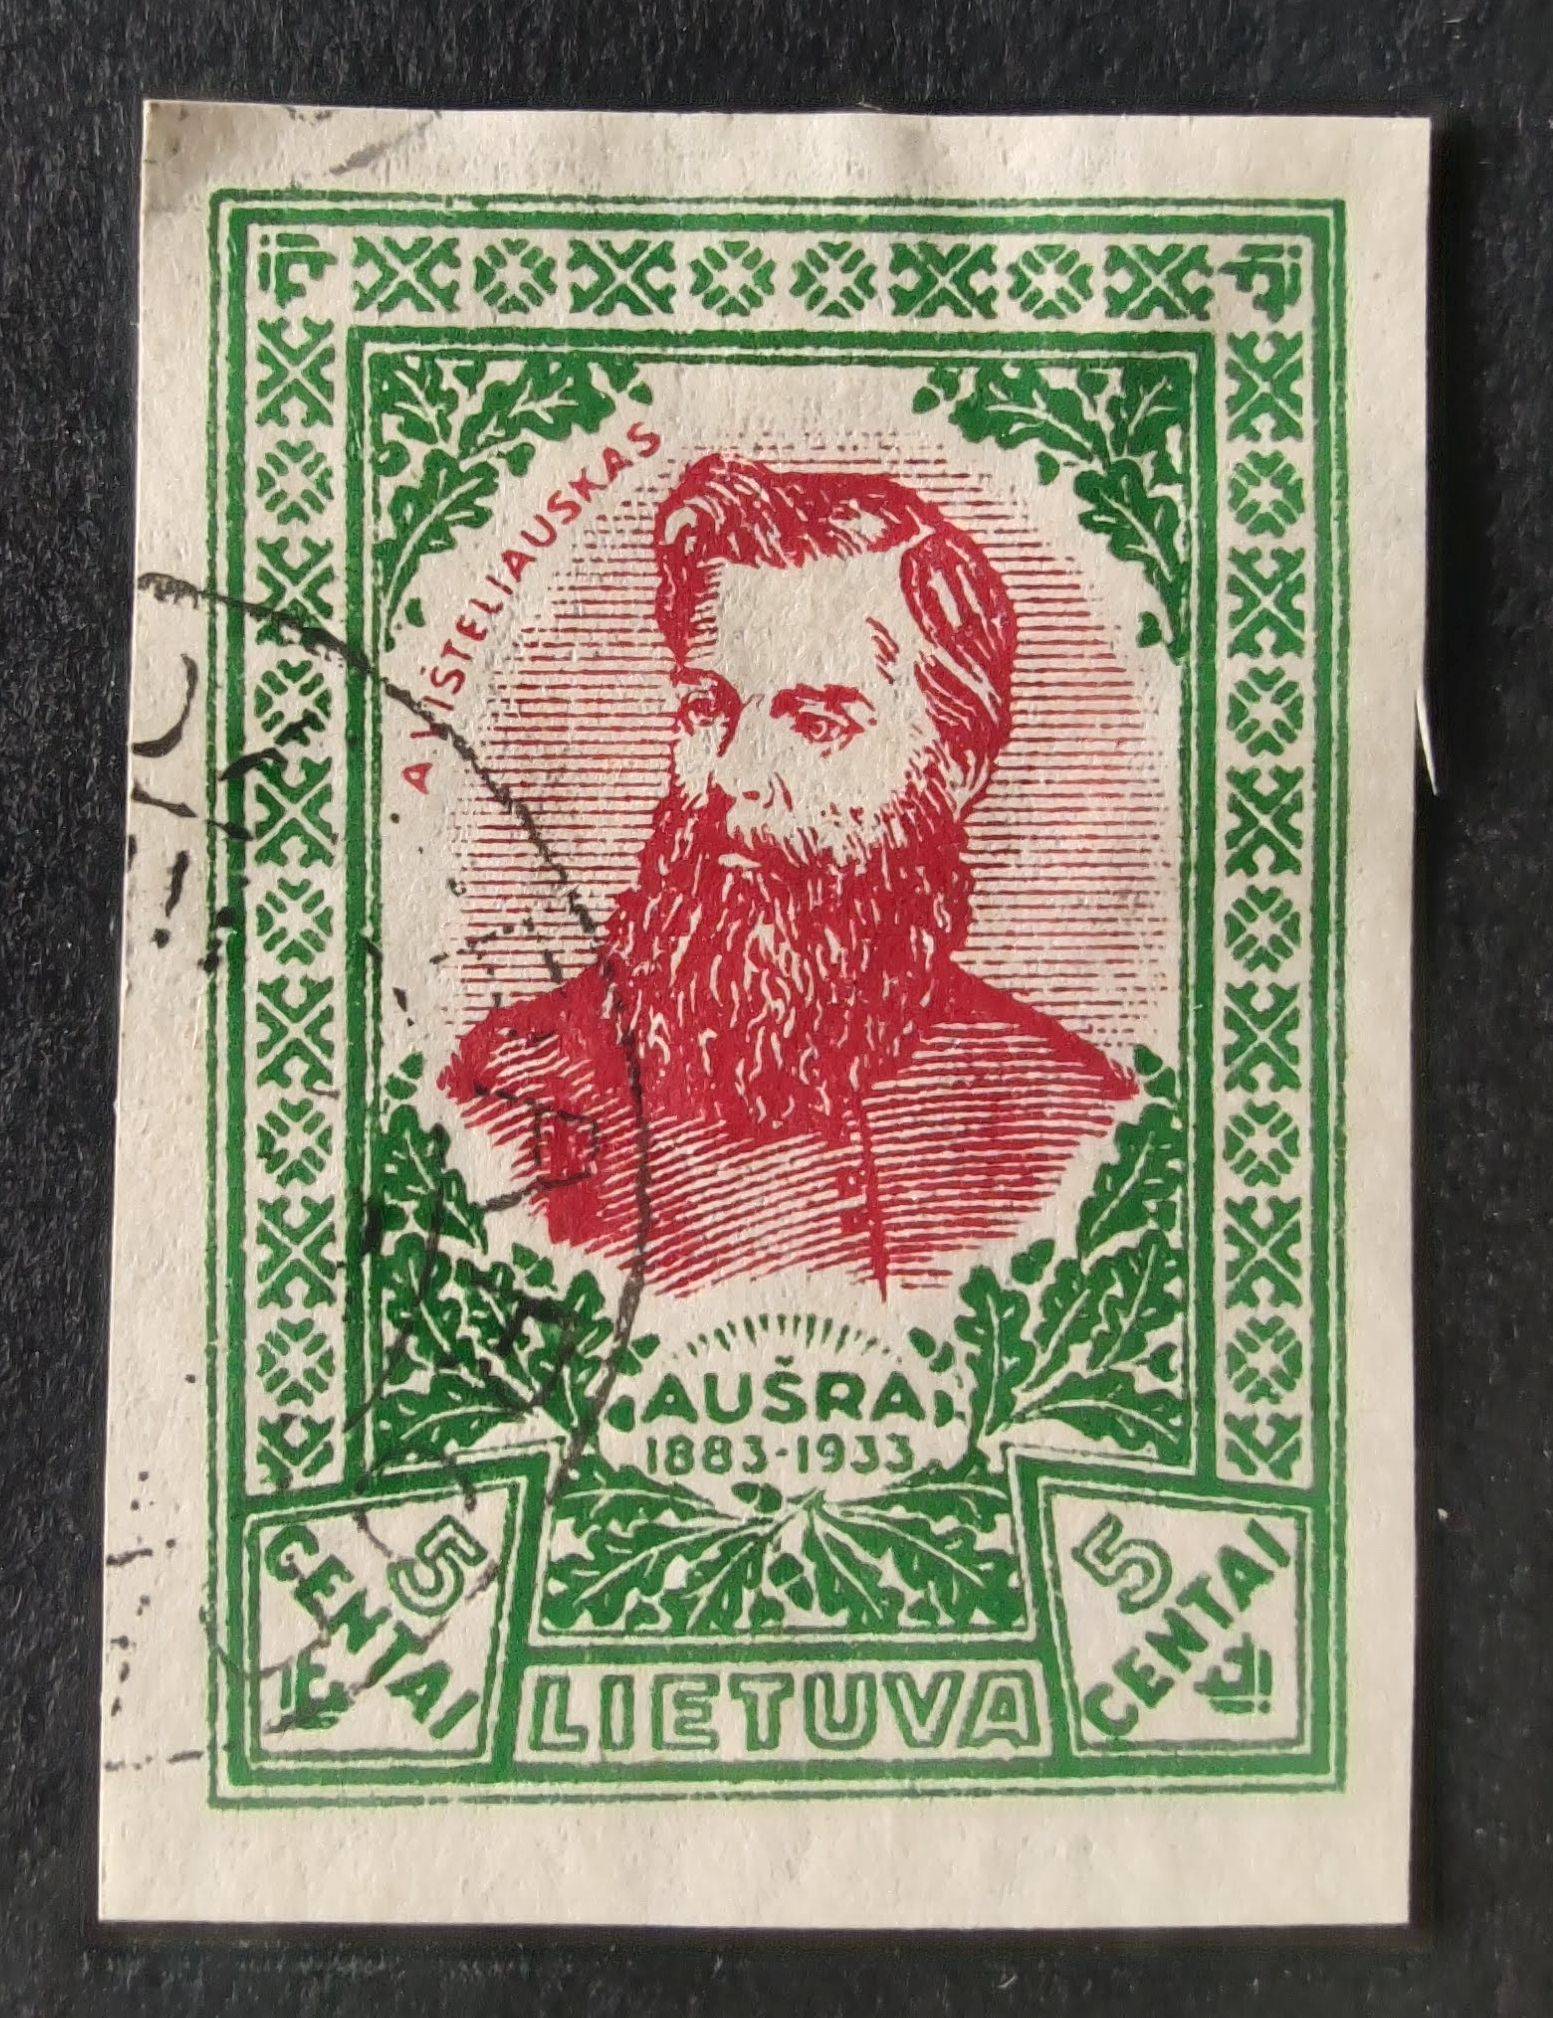 A VIŠTELIAUSKAS
AUŠRA
1883-1933
5
CENTAI
LIETUVA
5
CENTAI